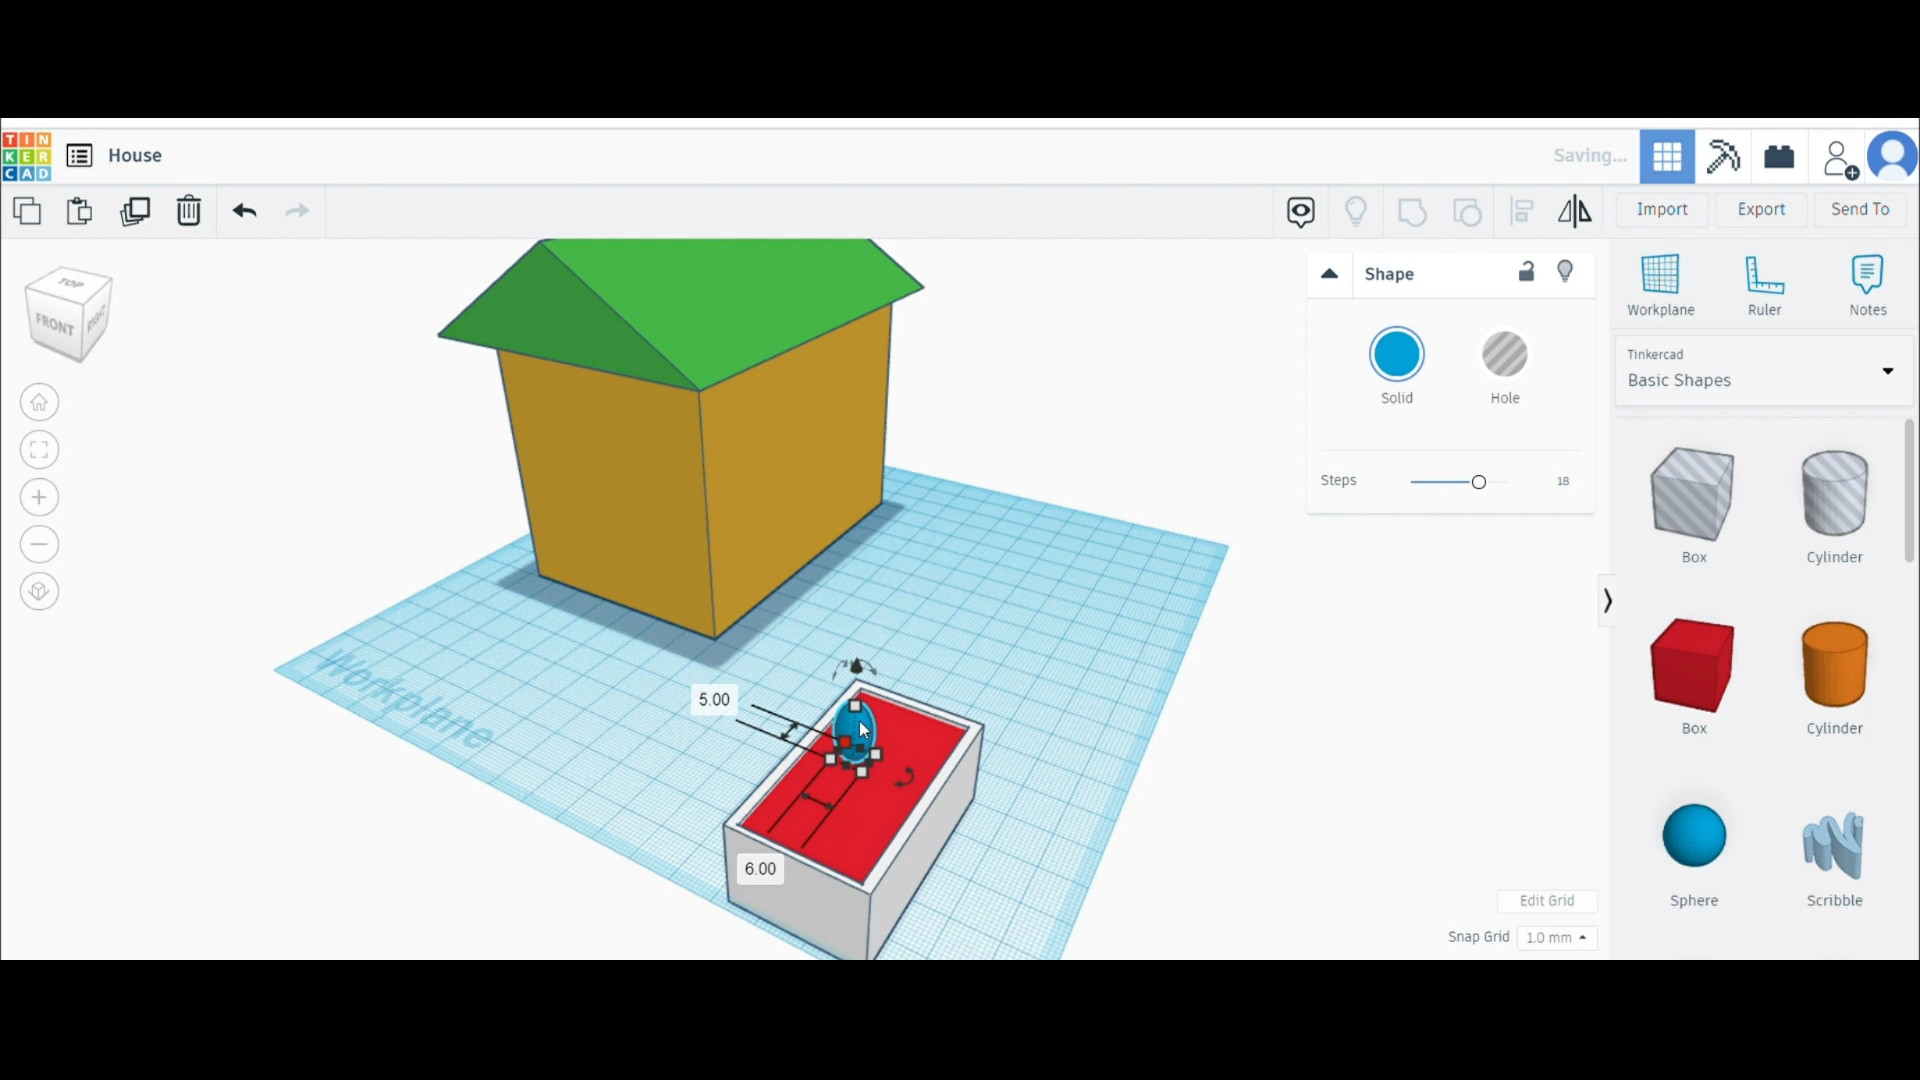 TIN
KER
CAD
House
Saving...
Import
Export
Send To
TOP
FRONT
RIGHT
Shape
Solid
Hole
Steps
18
Workplane
Ruler
Notes
Tinkercad
Basic Shapes
Box
Cylinder
Box
Cylinder
Sphere
Scribble
Workplane
5.00
6.00
Edit Grid
Snap Grid
1.0 mm